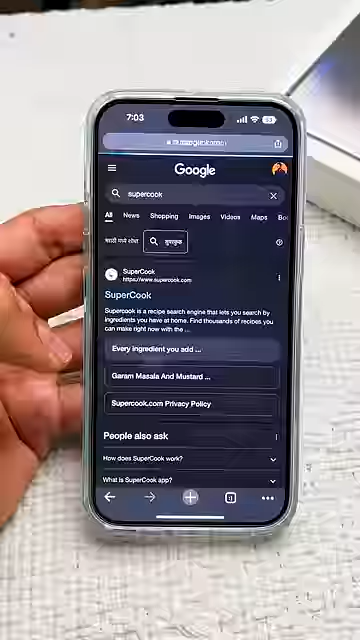 7:03
53
Google
supercook
All News Shopping Images Videos Maps Bo
मराठी मध्ये शोधा
सुपरकुक
SuperCook
https://www.supercook.com
SuperCook
Supercook is a recipe search engine that lets you search by
ingredients you have at home. Find thousands of recipes you
can make right now with the ...
Every ingredient you add ...
Garam Masala And Mustard ...
Supercook.com Privacy Policy
People also ask
How does SuperCook work?
What is SuperCook app?